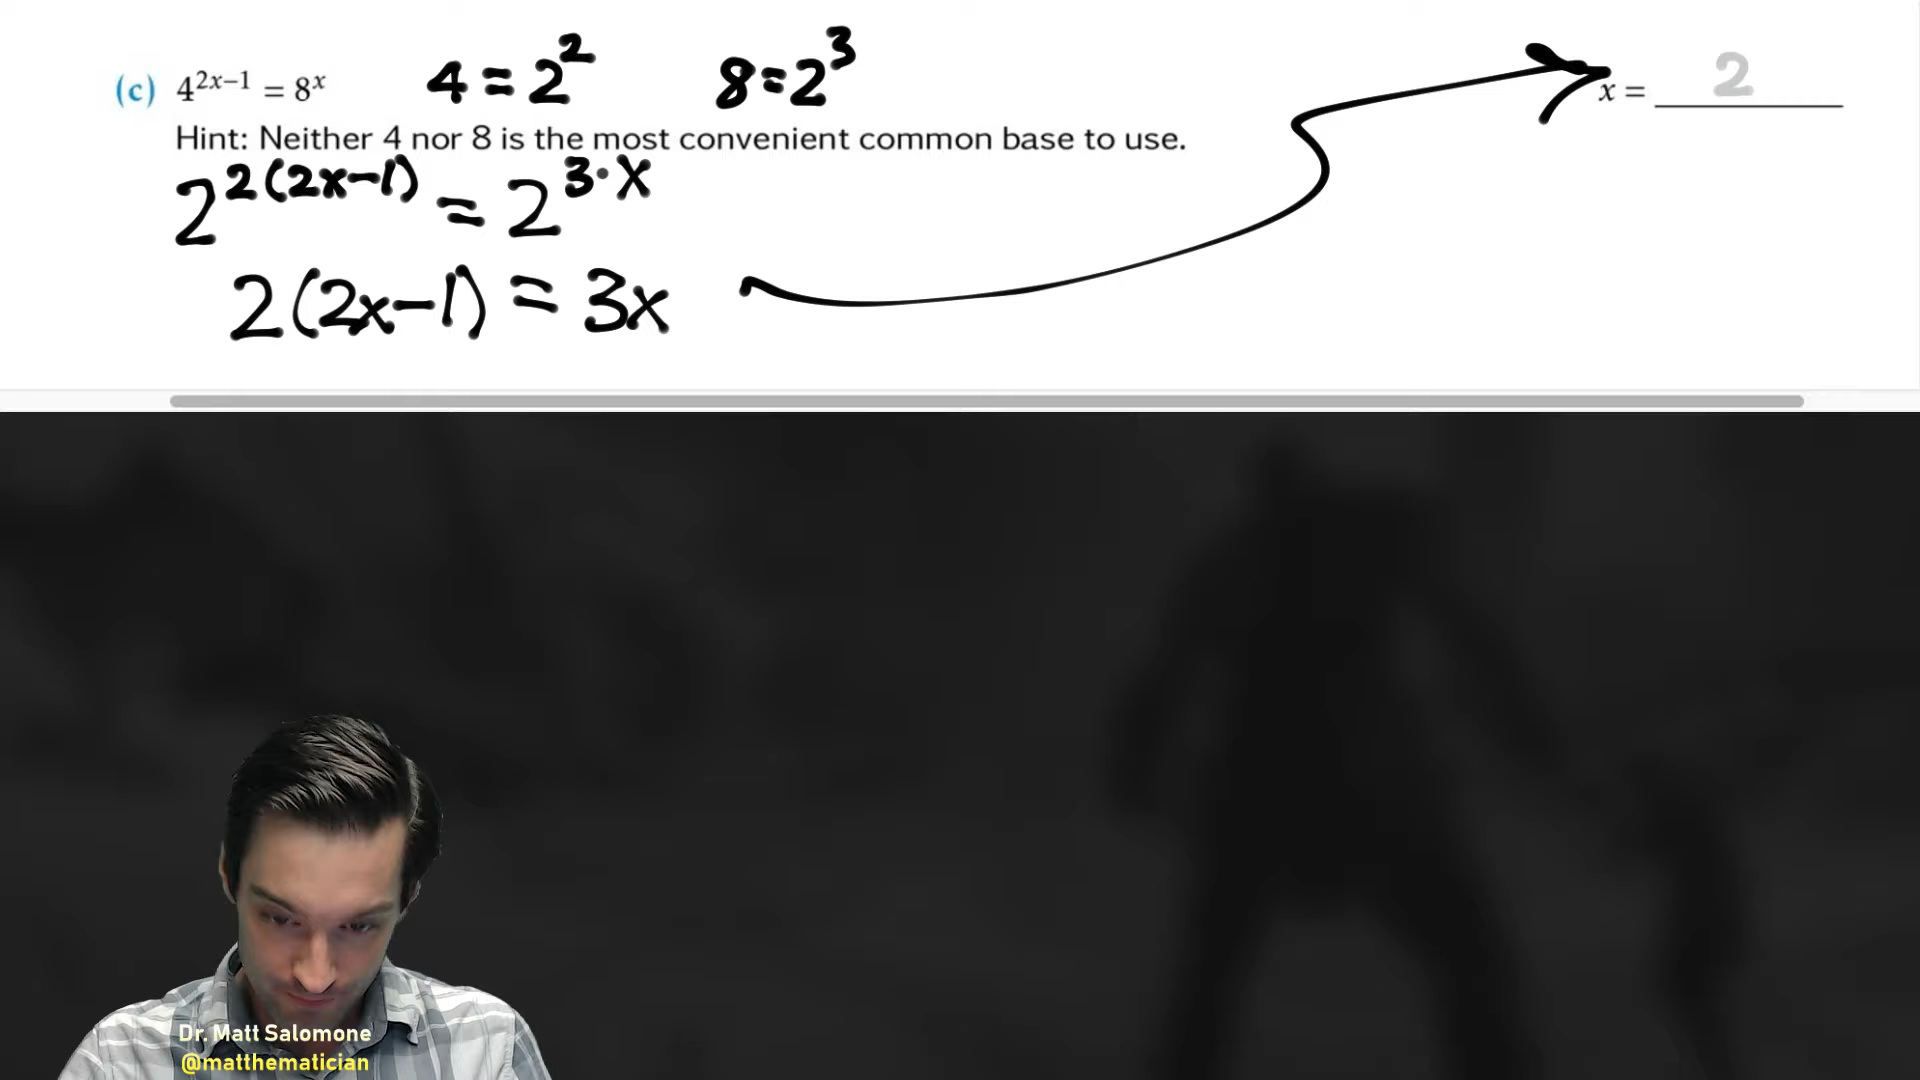 (c) 4^{2x−1} = 8^x 4 = 2^2 8=2^3 x = 2
Hint: Neither 4 nor 8 is the most convenient common base to use.
2^{2(2x−1)} = 2^{3·x}
2(2x−1) = 3x
Dr. Matt Salomone
@matthematician